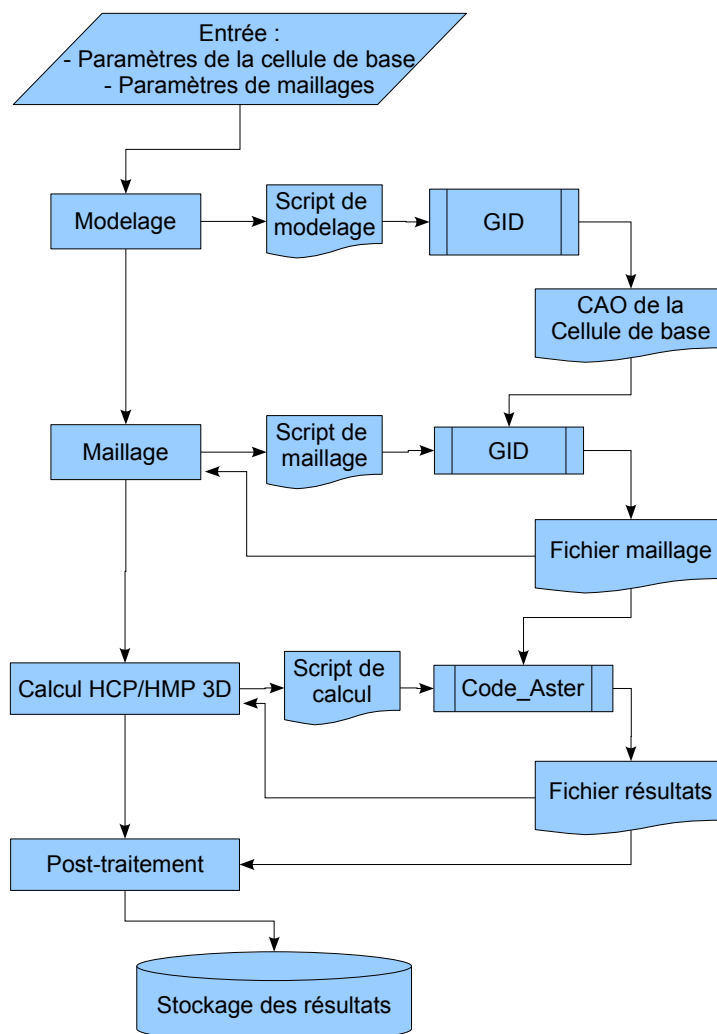 Entrée :
- Paramètres de la cellule de base
- Paramètres de maillages
Modelage
Script de
modelage
GID
CAO de la
Cellule de base
Maillage
Script de
maillage
GID
Fichier maillage
Calcul HCP/HMP 3D
Script de
calcul
Code_Aster
Fichier résultats
Post-traitement
Stockage des résultats